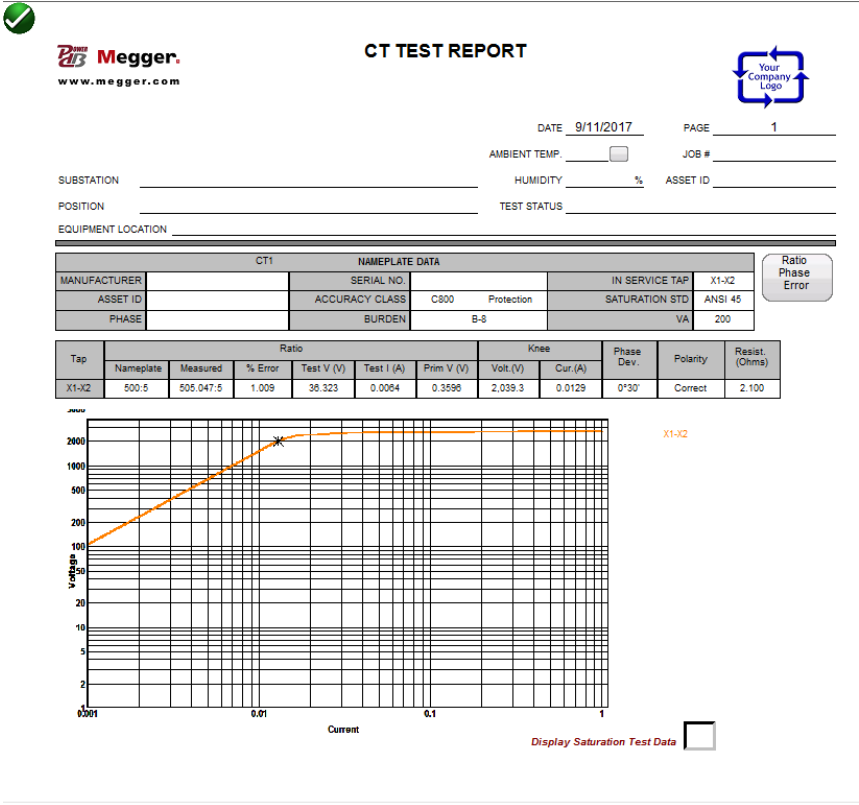 POWER DB Megger.
www.megger.com
CT TEST REPORT
Your
Company
Logo
DATE 9/11/2017 PAGE 1
AMBIENT TEMP. JOB #
SUBSTATION HUMIDITY % ASSET ID
POSITION TEST STATUS
EQUIPMENT LOCATION
CT1 NAMEPLATE DATA
Ratio
Phase
Error
MANUFACTURER SERIAL NO. IN SERVICE TAP X1-X2
ASSET ID ACCURACY CLASS C800 Protection SATURATION STD ANSI 45
PHASE BURDEN B-8 VA 200
Tap Ratio Knee Phase Dev. Polarity Resist. (Ohms)
Nameplate Measured % Error Test V (V) Test I (A) Prim V (V) Volt.(V) Cur.(A)
X1-X2 500:5 505.047:5 1.009 36.323 0.0064 0.3596 2,039.3 0.0129 0°30' Correct 2.100
X1-X2
2000
1000
500
200
100
50
20
10
5
2
1
Voltage
0.001 0.01 0.1 1
Current
Display Saturation Test Data